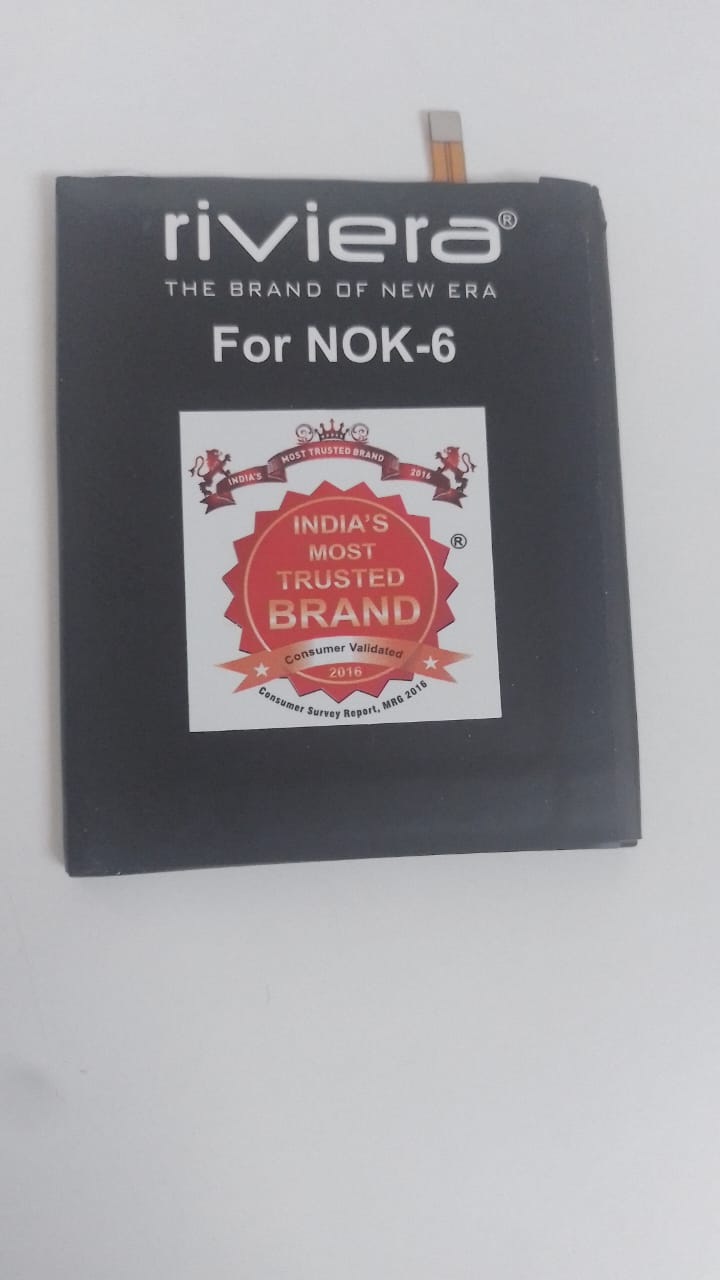 riviera®
THE BRAND OF NEW ERA
For NOK-6
INDIA'S MOST TRUSTED BRAND 2016
INDIA'S
MOST
TRUSTED
BRAND
®
Consumer Validated
2016
Consumer Survey Report, MRG 2016